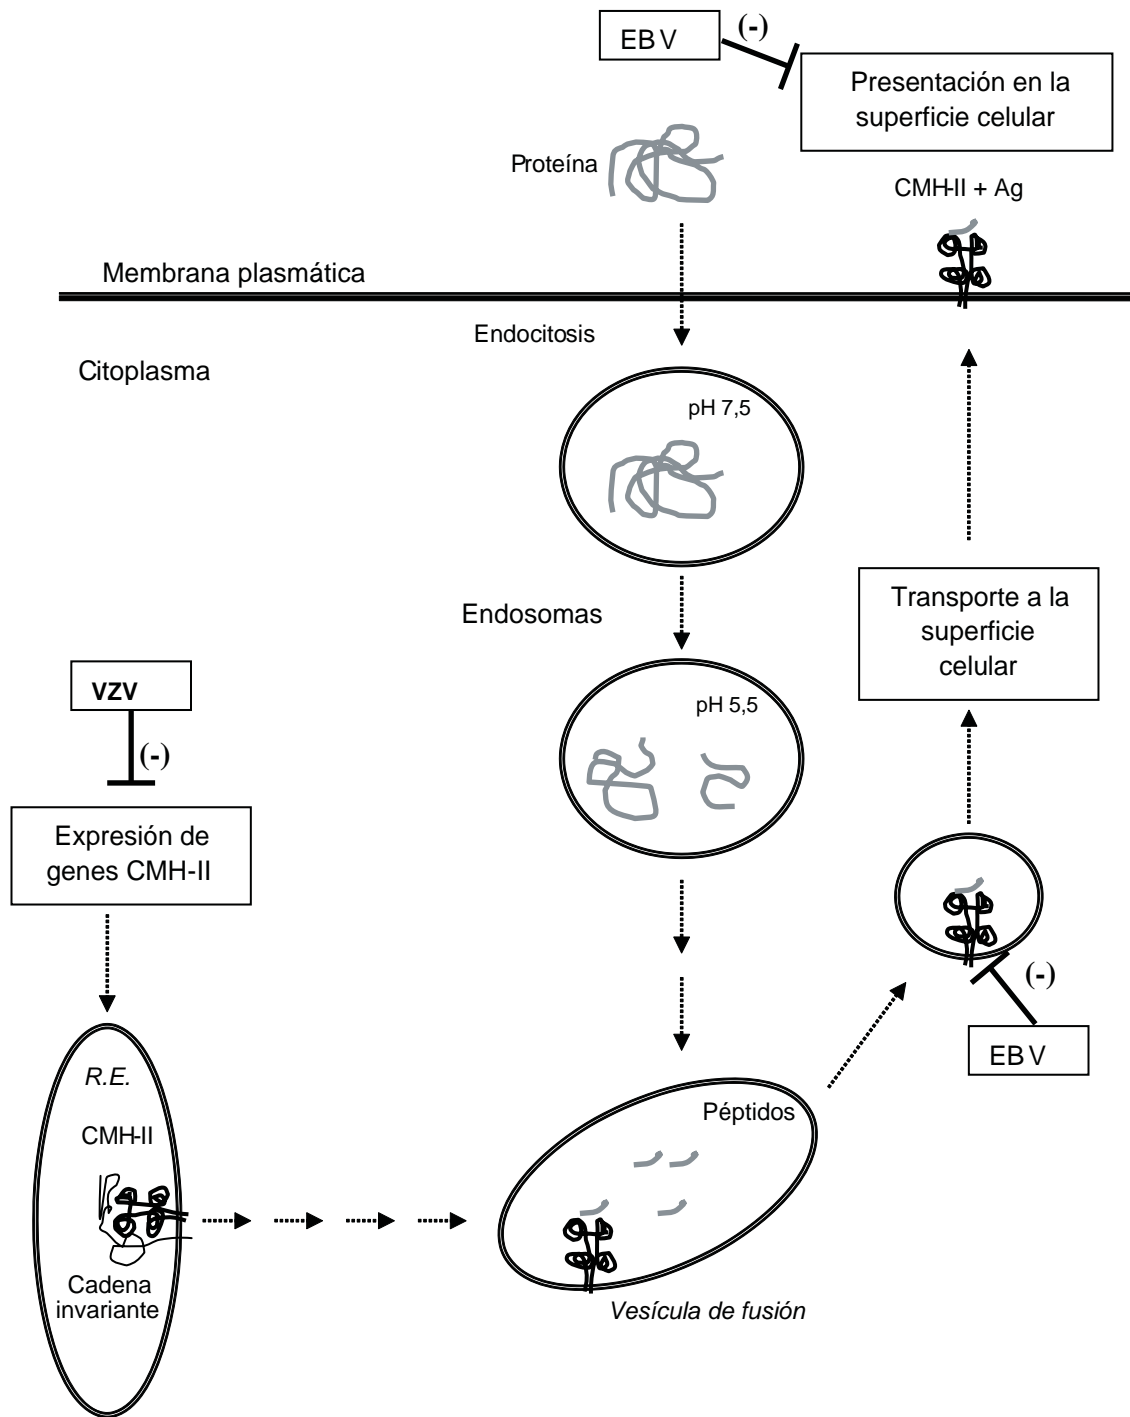 EBV
(-)
Presentación en la
superficie celular
Proteína
CMH-II + Ag
Membrana plasmática
Endocitosis
Citoplasma
pH 7,5
Endosomas
Transporte a la
superficie
celular
VZV
(-)
pH 5,5
Expresión de
genes CMH-II
(-)
EBV
R.E.
CMH-II
Péptidos
Cadena
invariante
Vesícula de fusión